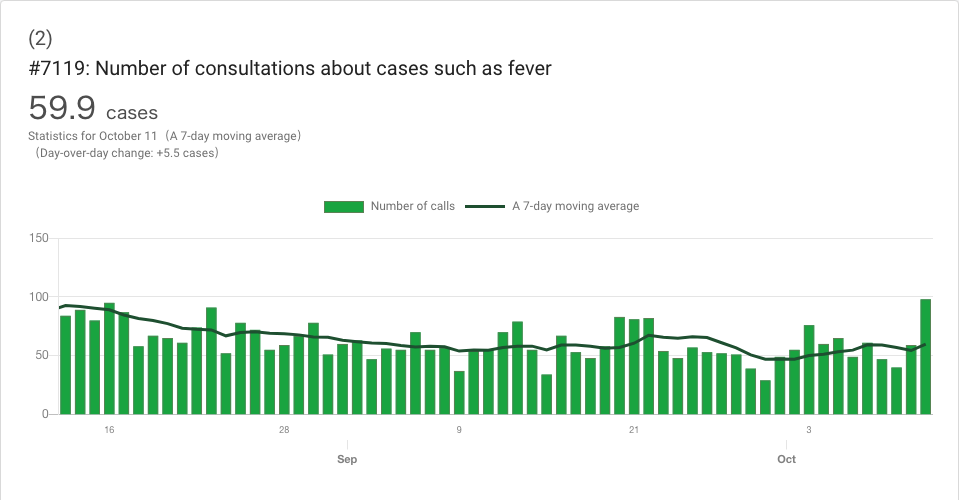 (2)
#7119: Number of consultations about cases such as fever
59.9 cases
Statistics for October 11（A 7-day moving average）
（Day-over-day change: +5.5 cases）
Number of calls A 7-day moving average
150
100
50
0
16 28 9 21 3
Sep Oct